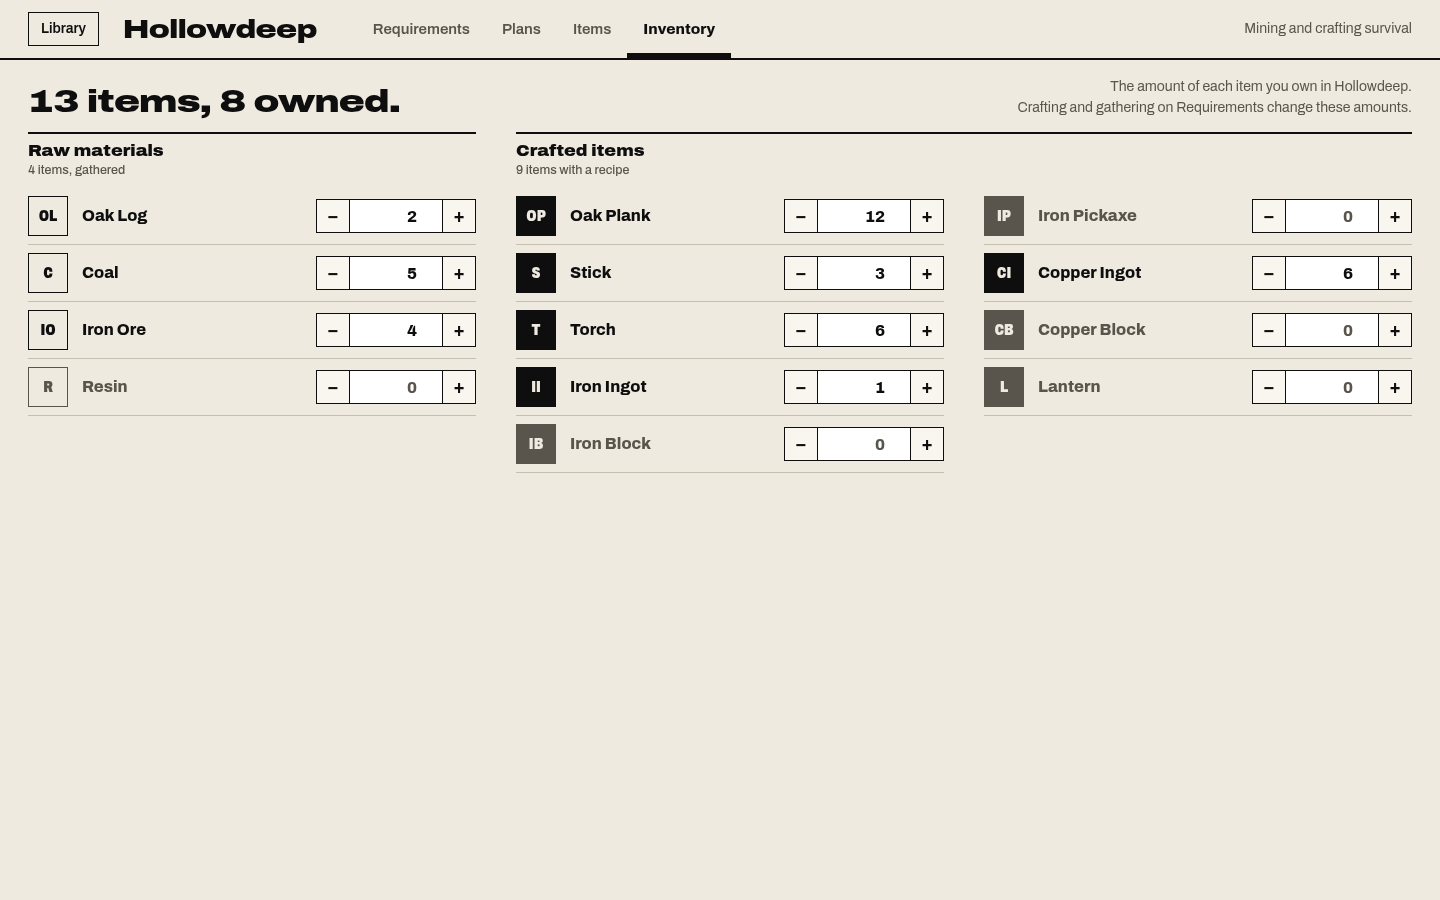 Library
Hollowdeep
Requirements
Plans
Items
Inventory
Mining and crafting survival
13 items, 8 owned.
The amount of each item you own in Hollowdeep.
Crafting and gathering on Requirements change these amounts.
Raw materials
4 items, gathered
OL Oak Log − 2 +
C Coal − 5 +
IO Iron Ore − 4 +
R Resin − 0 +
Crafted items
9 items with a recipe
OP Oak Plank − 12 +
S Stick − 3 +
T Torch − 6 +
II Iron Ingot − 1 +
IB Iron Block − 0 +
IP Iron Pickaxe − 0 +
CI Copper Ingot − 6 +
CB Copper Block − 0 +
L Lantern − 0 +